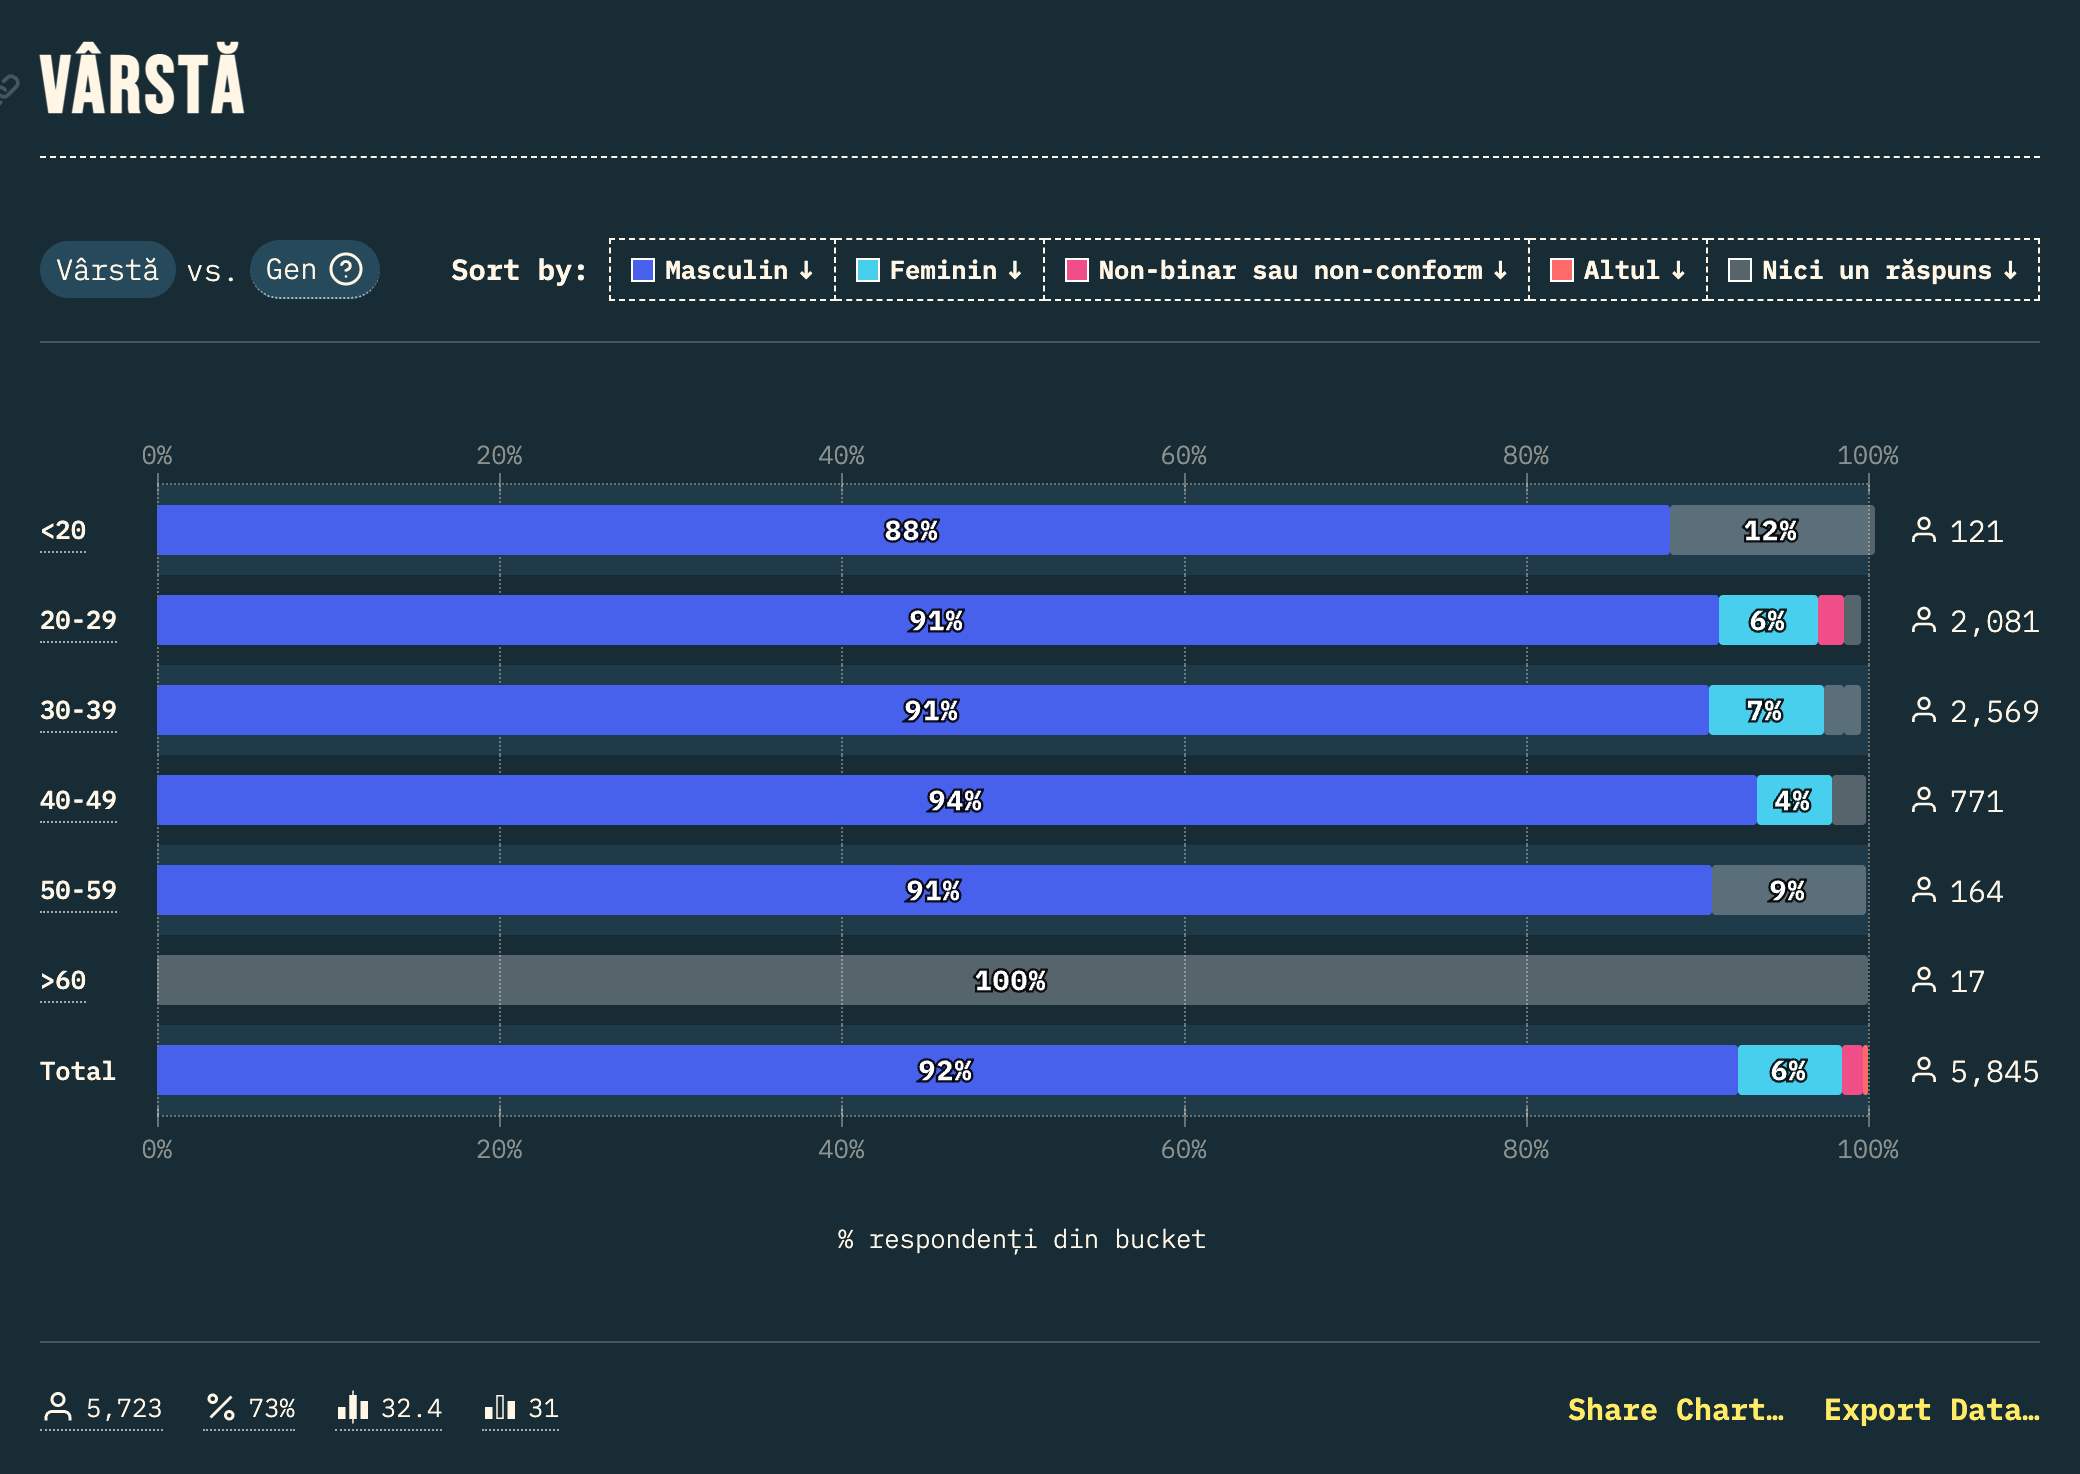 VÂRSTĂ
Vârstă vs. Gen ? Sort by: Masculin ↓ Feminin ↓ Non-binar sau non-conform ↓ Altul ↓ Nici un răspuns ↓
0% 20% 40% 60% 80% 100%
<20 88% 12% 121
20-29 91% 6% 2,081
30-39 91% 7% 2,569
40-49 94% 4% 771
50-59 91% 9% 164
>60 100% 17
Total 92% 6% 5,845
0% 20% 40% 60% 80% 100%
% respondenți din bucket
5,723 % 73% 32.4 31 Share Chart… Export Data…